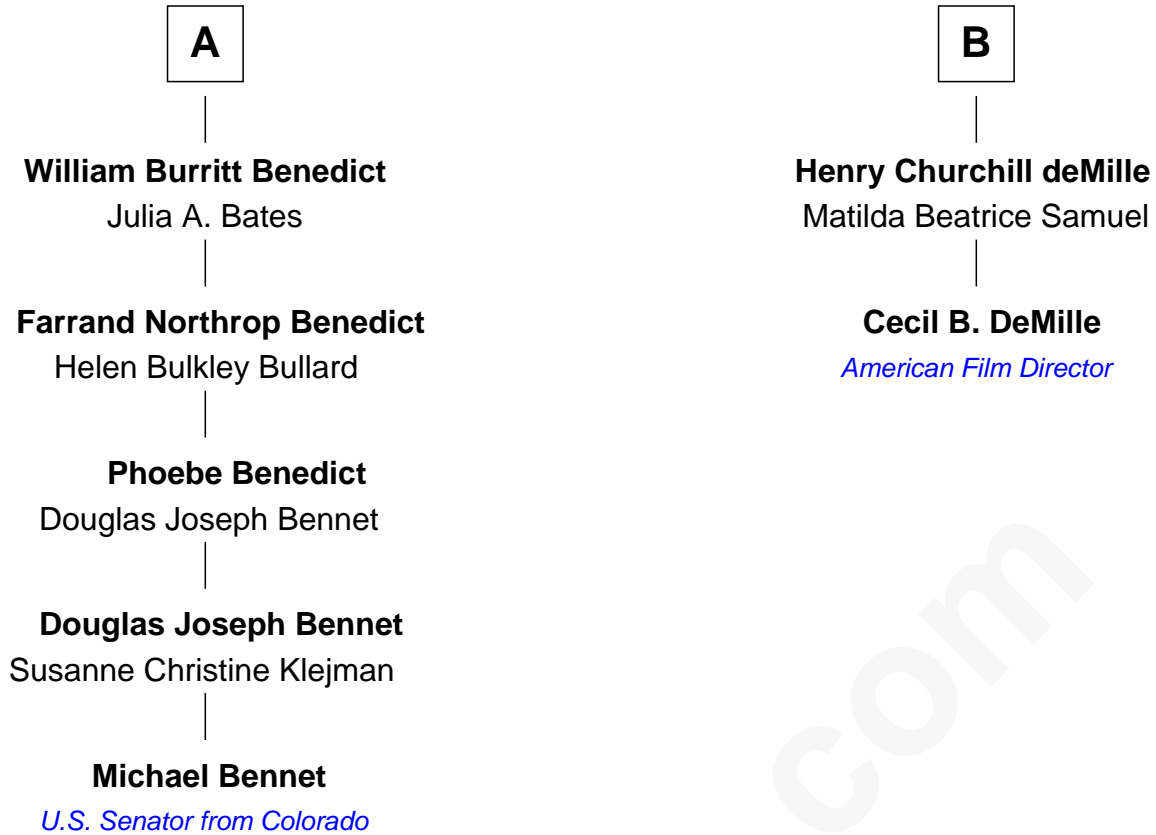 A
William Burritt Benedict
Julia A. Bates
Farrand Northrop Benedict
Helen Bulkley Bullard
Phoebe Benedict
Douglas Joseph Bennet
Douglas Joseph Bennet
Susanne Christine Klejman
Michael Bennet
U.S. Senator from Colorado
B
Henry Churchill deMille
Matilda Beatrice Samuel
Cecil B. DeMille
American Film Director
com